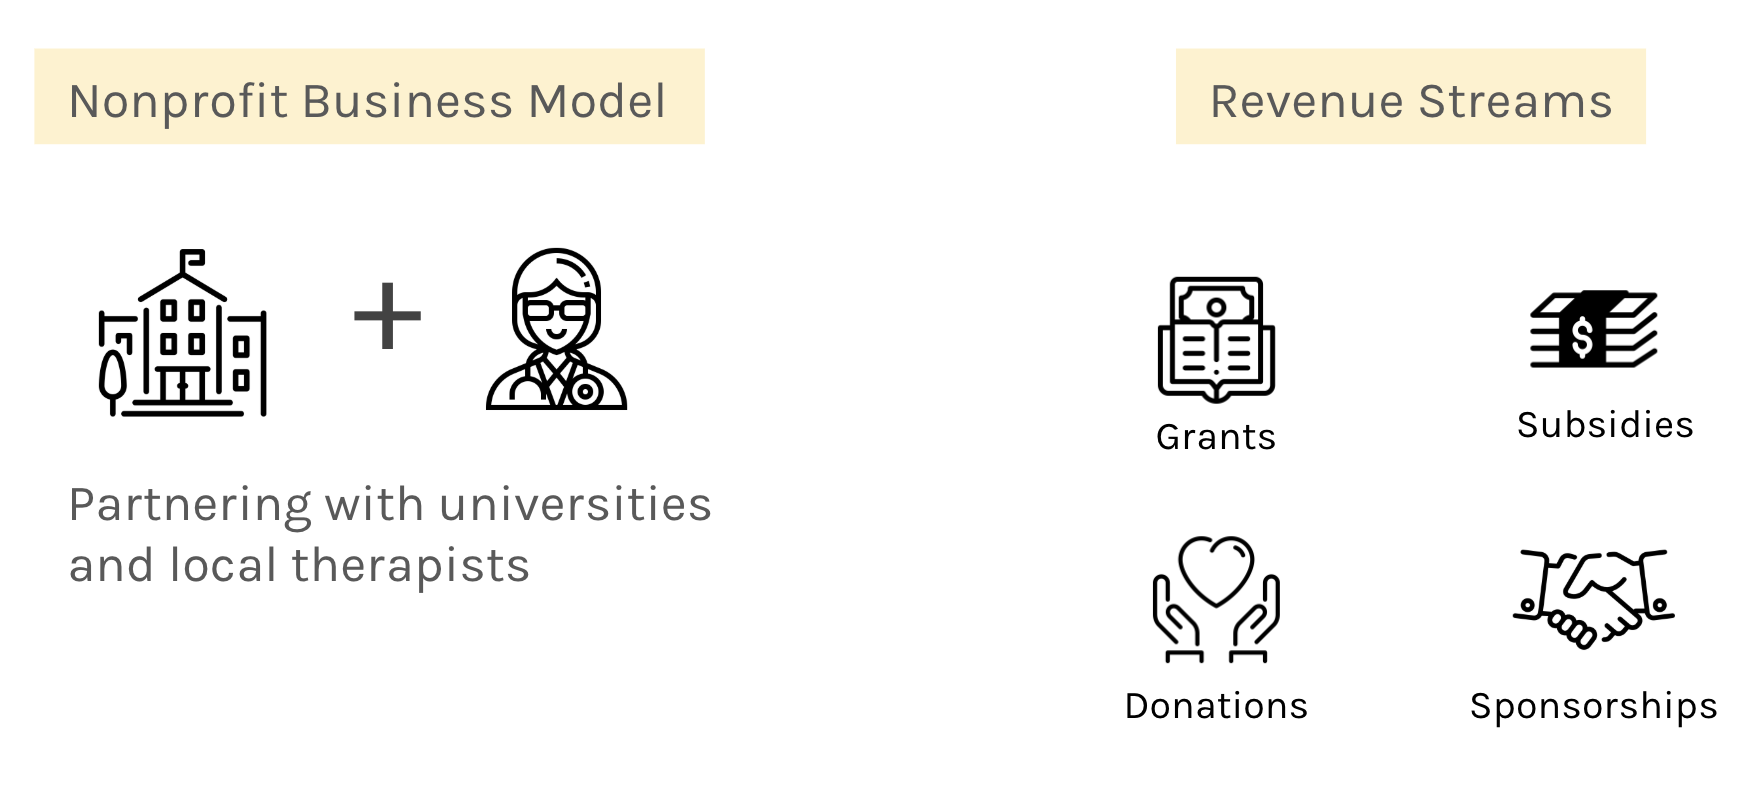 Nonprofit Business Model
Partnering with universities
and local therapists
Revenue Streams
Grants
Subsidies
Donations
Sponsorships